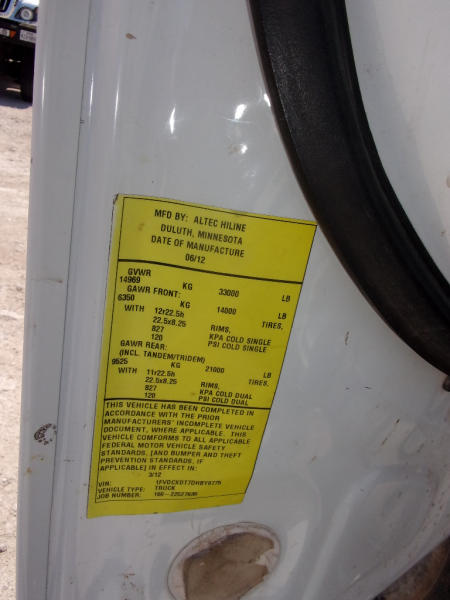 MFD BY: ALTEC HILINE
DULUTH, MINNESOTA
DATE OF MANUFACTURE
06/12
GVWR
14969 KG 33000 LB
GAWR FRONT:
6350 KG 14000 LB
WITH 12r22.5h TIRES,
22.5x8.25 RIMS,
827 KPA COLD SINGLE
120 PSI COLD SINGLE
GAWR REAR:
(INCL. TANDEM/TRIDEM)
9525 KG 21000 LB
WITH 11r22.5h TIRES,
22.5x8.25 RIMS,
827 KPA COLD DUAL
120 PSI COLD DUAL
THIS VEHICLE HAS BEEN COMPLETED IN
ACCORDANCE WITH THE PRIOR
MANUFACTURERS' INCOMPLETE VEHICLE
DOCUMENT, WHERE APPLICABLE. THIS
VEHICLE COMFORMS TO ALL APPLICABLE
FEDERAL MOTOR VEHICLE SAFETY
STANDARDS, [AND BUMPER AND THEFT
PREVENTION STANDARDS, IF
APPLICABLE] IN EFFECT IN:
3/12
VIN:
VEHICLE TYPE: TRUCK
JOB NUMBER: